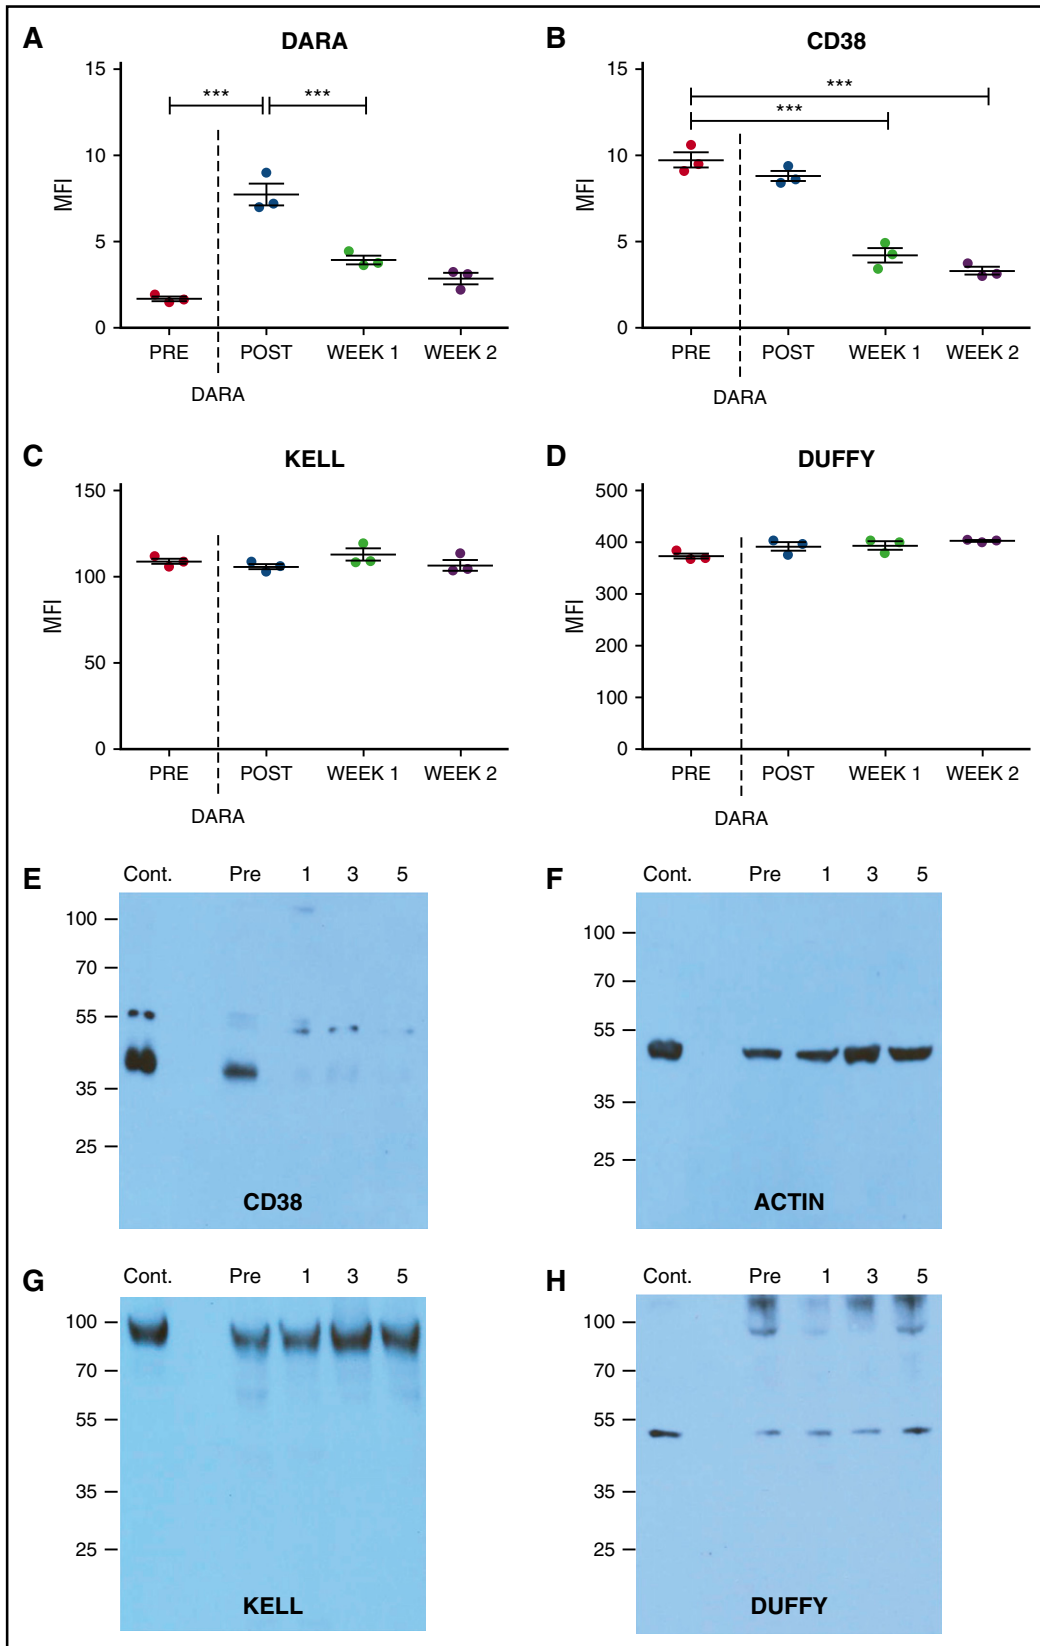 A
DARA
15
10
5
0
MFI
***
***
PRE
POST
WEEK 1
WEEK 2
DARA
B
CD38
15
10
5
0
MFI
***
***
PRE
POST
WEEK 1
WEEK 2
DARA
C
KELL
150
100
50
0
MFI
PRE
POST
WEEK 1
WEEK 2
DARA
D
DUFFY
500
400
300
200
100
0
MFI
PRE
POST
WEEK 1
WEEK 2
DARA
E
Cont. Pre 1 3 5
100
70
55
35
25
CD38
F
Cont. Pre 1 3 5
100
70
55
35
25
ACTIN
G
Cont. Pre 1 3 5
100
70
55
35
25
KELL
H
Cont. Pre 1 3 5
100
70
55
35
25
DUFFY